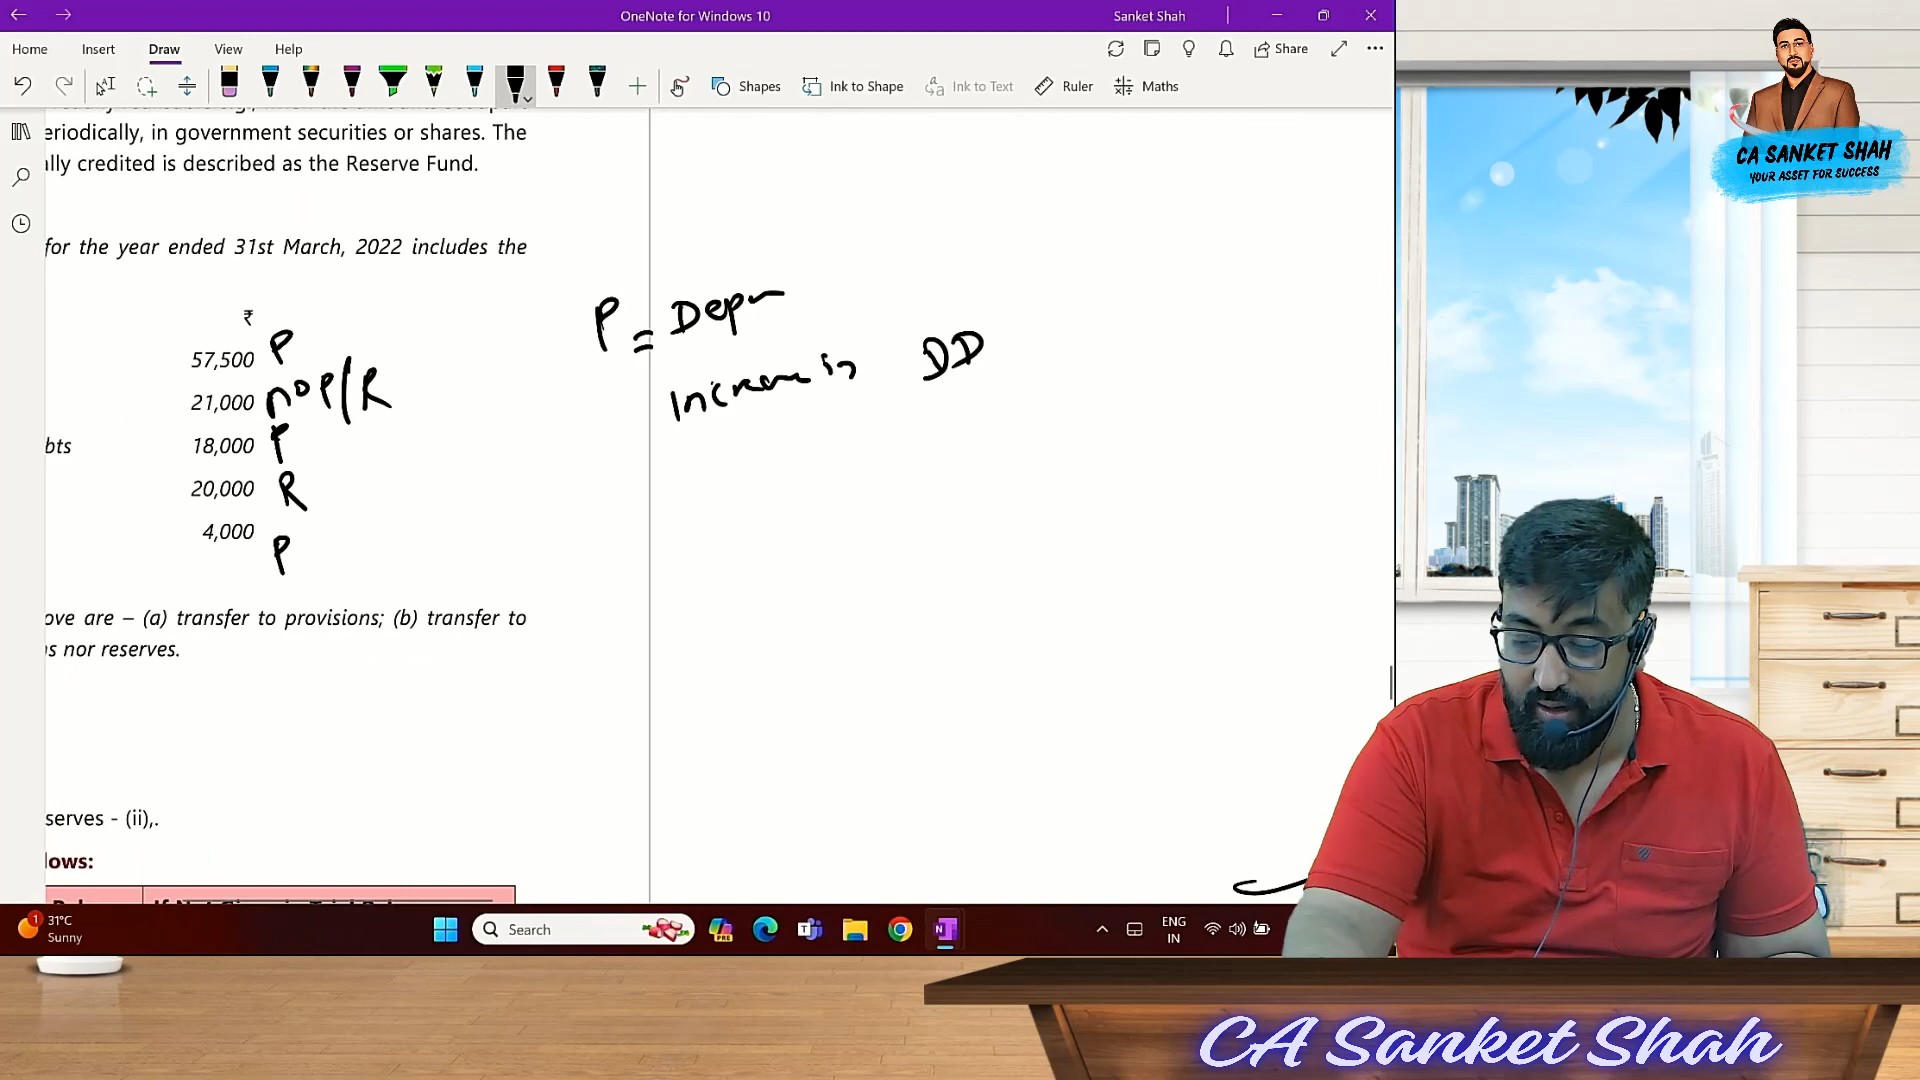 OneNote for Windows 10
Sanket Shah
Home Insert Draw View Help
Share
Shapes Ink to Shape Ink to Text Ruler Maths
eriodically, in government securities or shares. The
lly credited is described as the Reserve Fund.
for the year ended 31st March, 2022 includes the
₹
57,500 P
21,000 no P/R
bts 18,000 P
20,000 R
4,000 P
P = Depn
Increase in DD
ove are – (a) transfer to provisions; (b) transfer to
s nor reserves.
serves - (ii),.
lows:
1
31°C
Sunny
Search
PRE
ENG
IN
CA SANKET SHAH
YOUR ASSET FOR SUCCESS
CA Sanket Shah